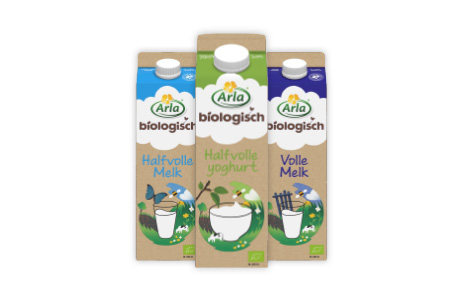 Arla
biologisch
Halfvolle
Melk
Arla
biologisch
Halfvolle
yoghurt
Arla
biologisch
Volle
Melk